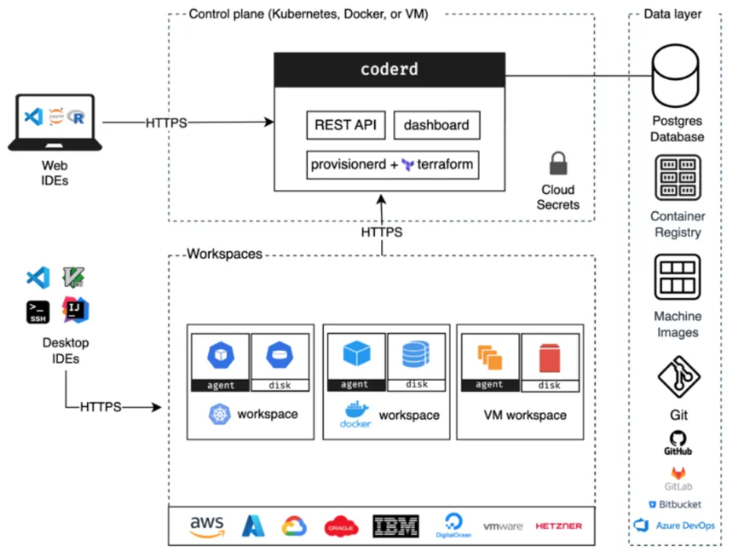 Control plane (Kubernetes, Docker, or VM)
Data layer
coderd
REST API
dashboard
provisionerd + terraform
Cloud
Secrets
HTTPS
R
Web
IDEs
HTTPS
Workspaces
>_
SSH
IJ
Desktop
IDEs
HTTPS
agent
disk
workspace
agent
disk
docker
workspace
agent
disk
VM workspace
aws
ORACLE
IBM
DigitalOcean
vmware
HETZNER
Postgres
Database
Container
Registry
Machine
Images
Git
GitHub
GitLab
Bitbucket
Azure DevOps